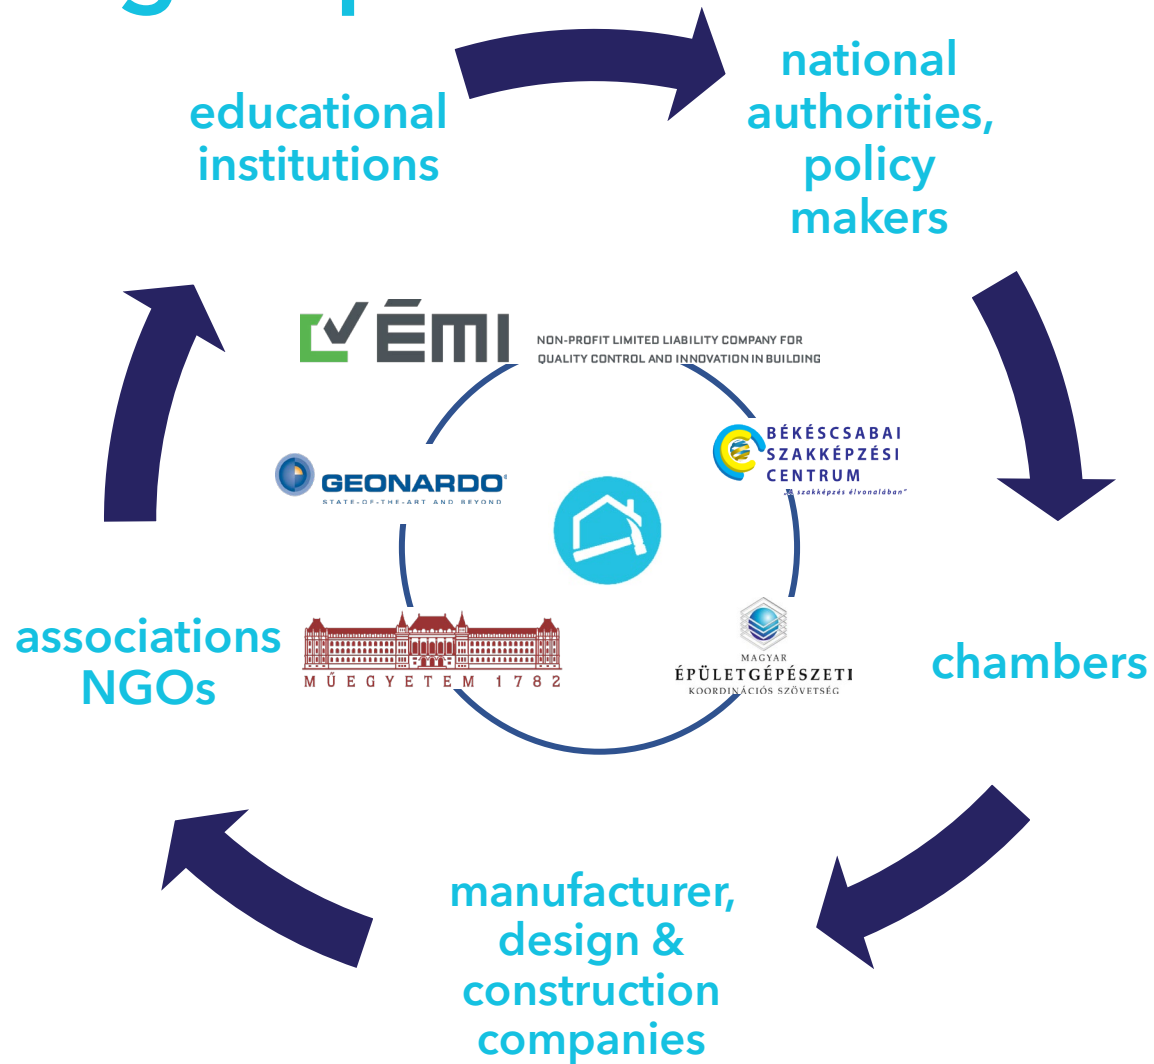 national
authorities,
policy
makers
educational
institutions
ÉMI
NON-PROFIT LIMITED LIABILITY COMPANY FOR
QUALITY CONTROL AND INNOVATION IN BUILDING
BÉKÉSCSABAI
SZAKKÉPZÉSI
CENTRUM
„A szakképzés élvonalában”
GEONARDO
STATE-OF-THE-ART AND BEYOND
associations
NGOs
MŰEGYETEM 1782
MAGYAR
ÉPÜLETGÉPÉSZETI
KOORDINÁCIÓS SZÖVETSÉG
chambers
manufacturer,
design &
construction
companies